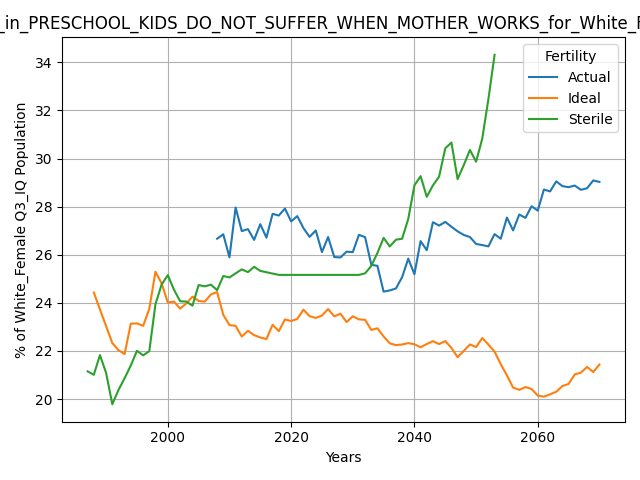 _in_PRESCHOOL_KIDS_DO_NOT_SUFFER_WHEN_MOTHER_WORKS_for_White_
Fertility
Actual
Ideal
Sterile
% of White_Female Q3_IQ Population
34
32
30
28
26
24
22
20
2000 2020 2040 2060
Years